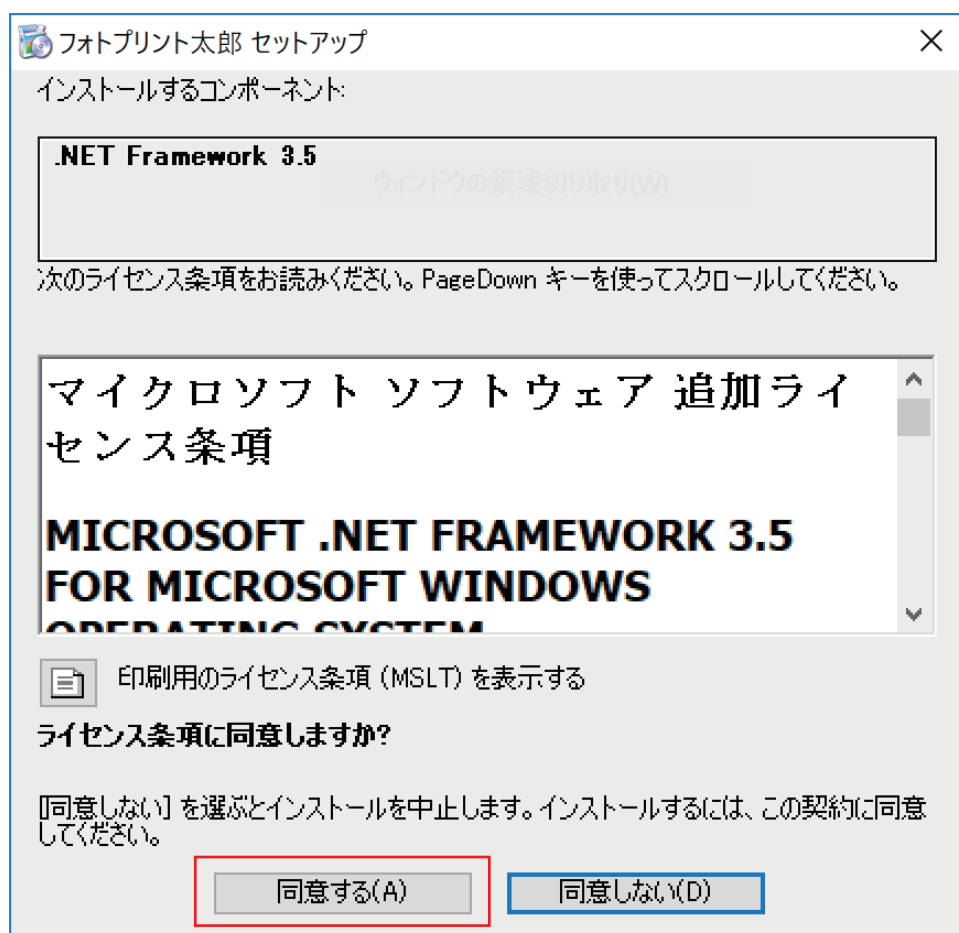 フォトプリント太郎 セットアップ
インストールするコンポーネント:
.NET Framework 3.5
ウィンドウの領域切り取り(W)
次のライセンス条項をお読みください。PageDown キーを使ってスクロールしてください。
マイクロソフト ソフトウェア 追加ライ
センス条項
MICROSOFT .NET FRAMEWORK 3.5
FOR MICROSOFT WINDOWS
OPERATING SYSTEM
印刷用のライセンス条項 (MSLT) を表示する
ライセンス条項に同意しますか?
[同意しない] を選ぶとインストールを中止します。インストールするには、この契約に同意
してください。
同意する(A)
同意しない(D)